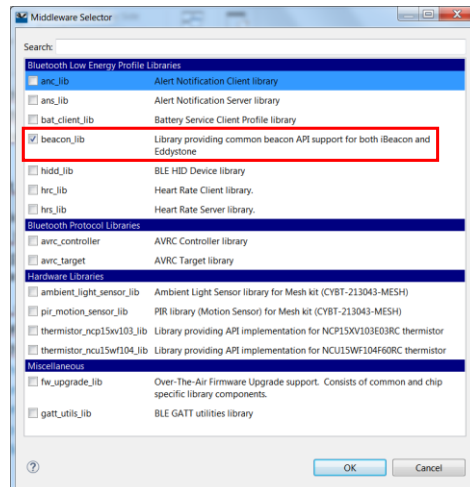 Middleware Selector
Search:
Bluetooth Low Energy Profile Libraries
anc_lib Alert Notification Client library
ans_lib Alert Notification Server library
bat_client_lib Battery Service Client Profile library
beacon_lib Library providing common beacon API support for both iBeacon and
Eddystone
hidd_lib BLE HID Device library
hrc_lib Heart Rate Client library.
hrs_lib Heart Rate Server library.
Bluetooth Protocol Libraries
avrc_controller AVRC Controller library
avrc_target AVRC Target library
Hardware Libraries
ambient_light_sensor_lib Ambient Light Sensor library for Mesh kit (CYBT-213043-MESH)
pir_motion_sensor_lib PIR library (Motion Sensor) for Mesh kit (CYBT-213043-MESH)
thermistor_ncp15xv103_lib Library providing API implementation for NCP15XV103E03RC thermistor
thermistor_ncu15wf104_lib Library providing API implementation for NCU15WF104F60RC thermistor
Miscellaneous
fw_upgrade_lib Over-The-Air Firmware Upgrade support. Consists of common and chip
specific library components.
gatt_utils_lib BLE GATT utilities library
? OK Cancel